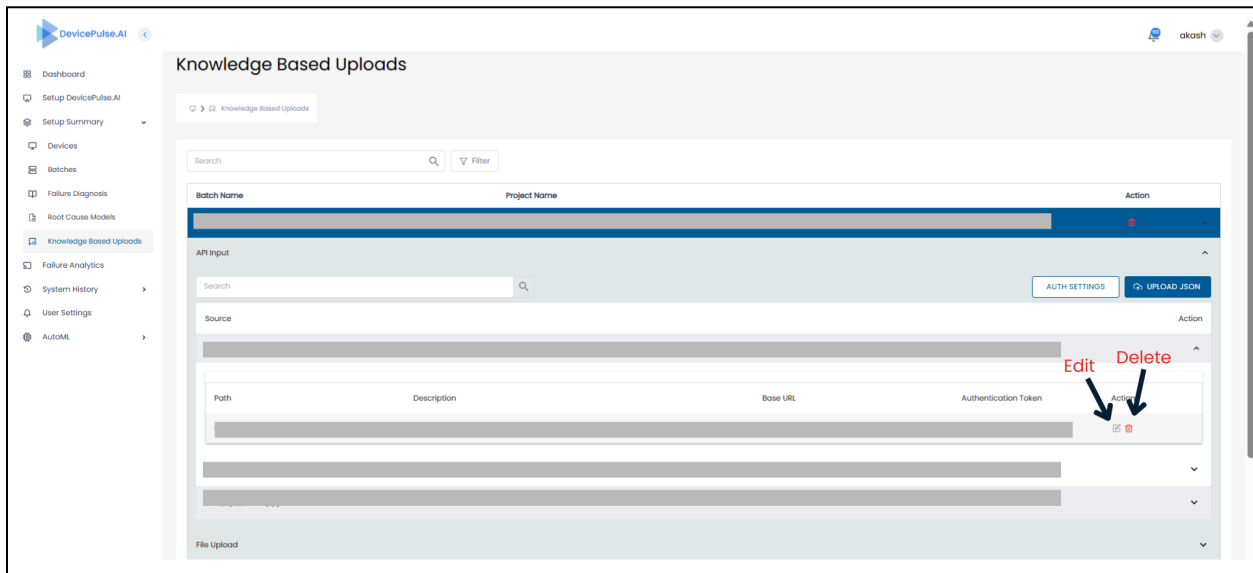 DevicePulse.AI
60
akash
Dashboard
Setup DevicePulse.AI
Setup Summary
Devices
Batches
Failure Diagnosis
Root Cause Models
Knowledge Based Uploads
Failure Analytics
System History
User Settings
AutoML
Knowledge Based Uploads
Knowledge Based Uploads
Search
Filter
Batch Name Project Name Action
API Input
Search
AUTH SETTINGS UPLOAD JSON
Source Action
Edit Delete
Path Description Base URL Authentication Token Action
File Upload